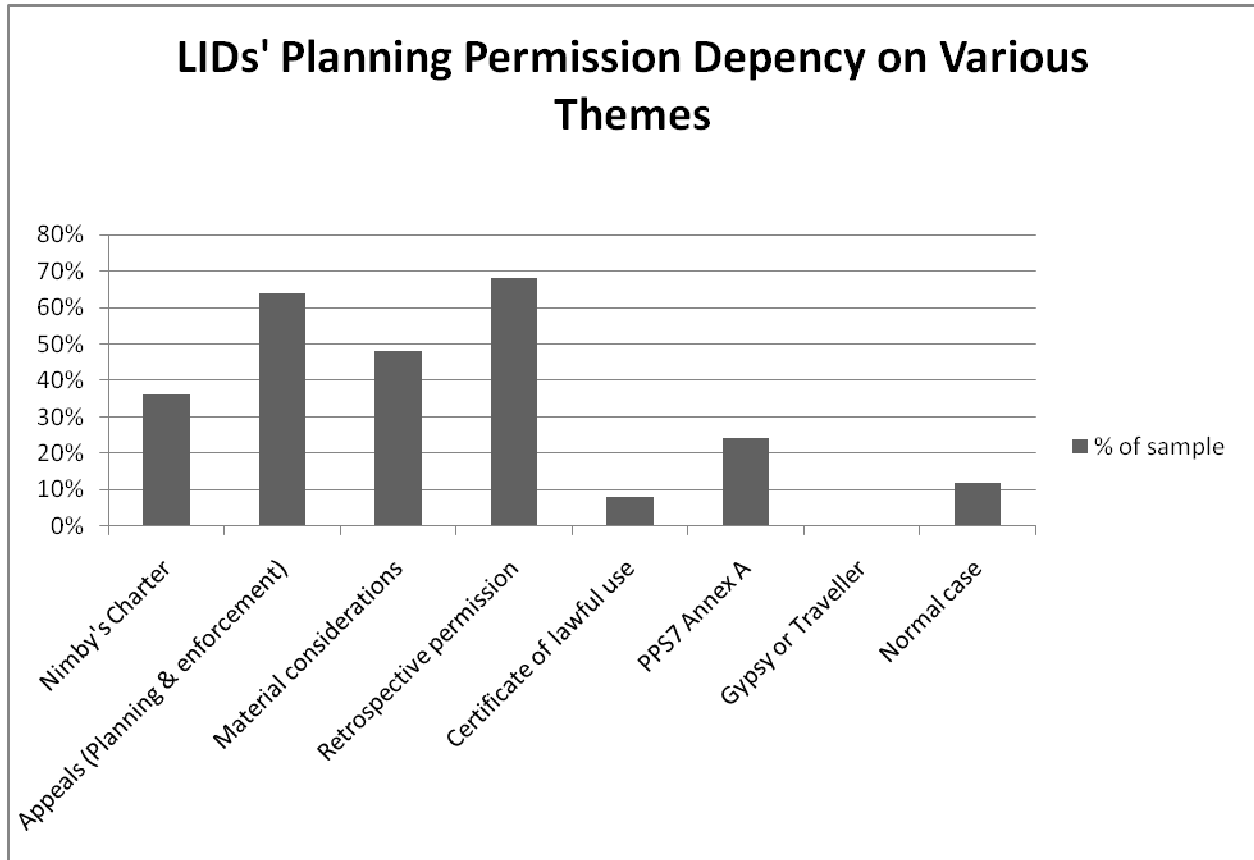 LIDs' Planning Permission Depency on Various
Themes
80%
70%
60%
50%
40%
30%
20%
10%
0%
Nimby's Charter
Appeals (Planning & enforcement)
Material considerations
Retrospective permission
Certificate of lawful use
PPS7 Annex A
Gypsy or Traveller
Normal case
% of sample